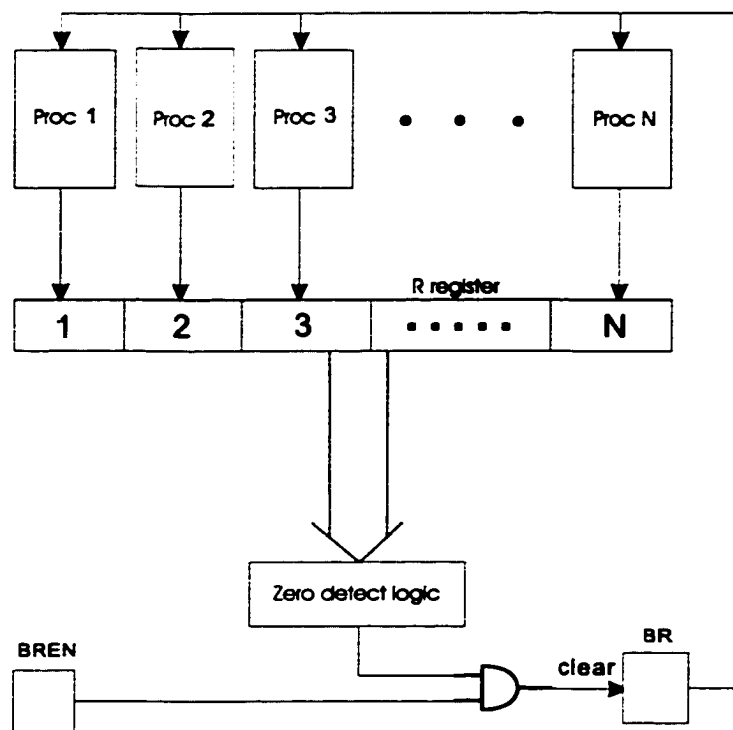 Proc 1 Proc 2 Proc 3 Proc N
R register
1 2 3 N
Zero detect logic
BREN
BR
clear